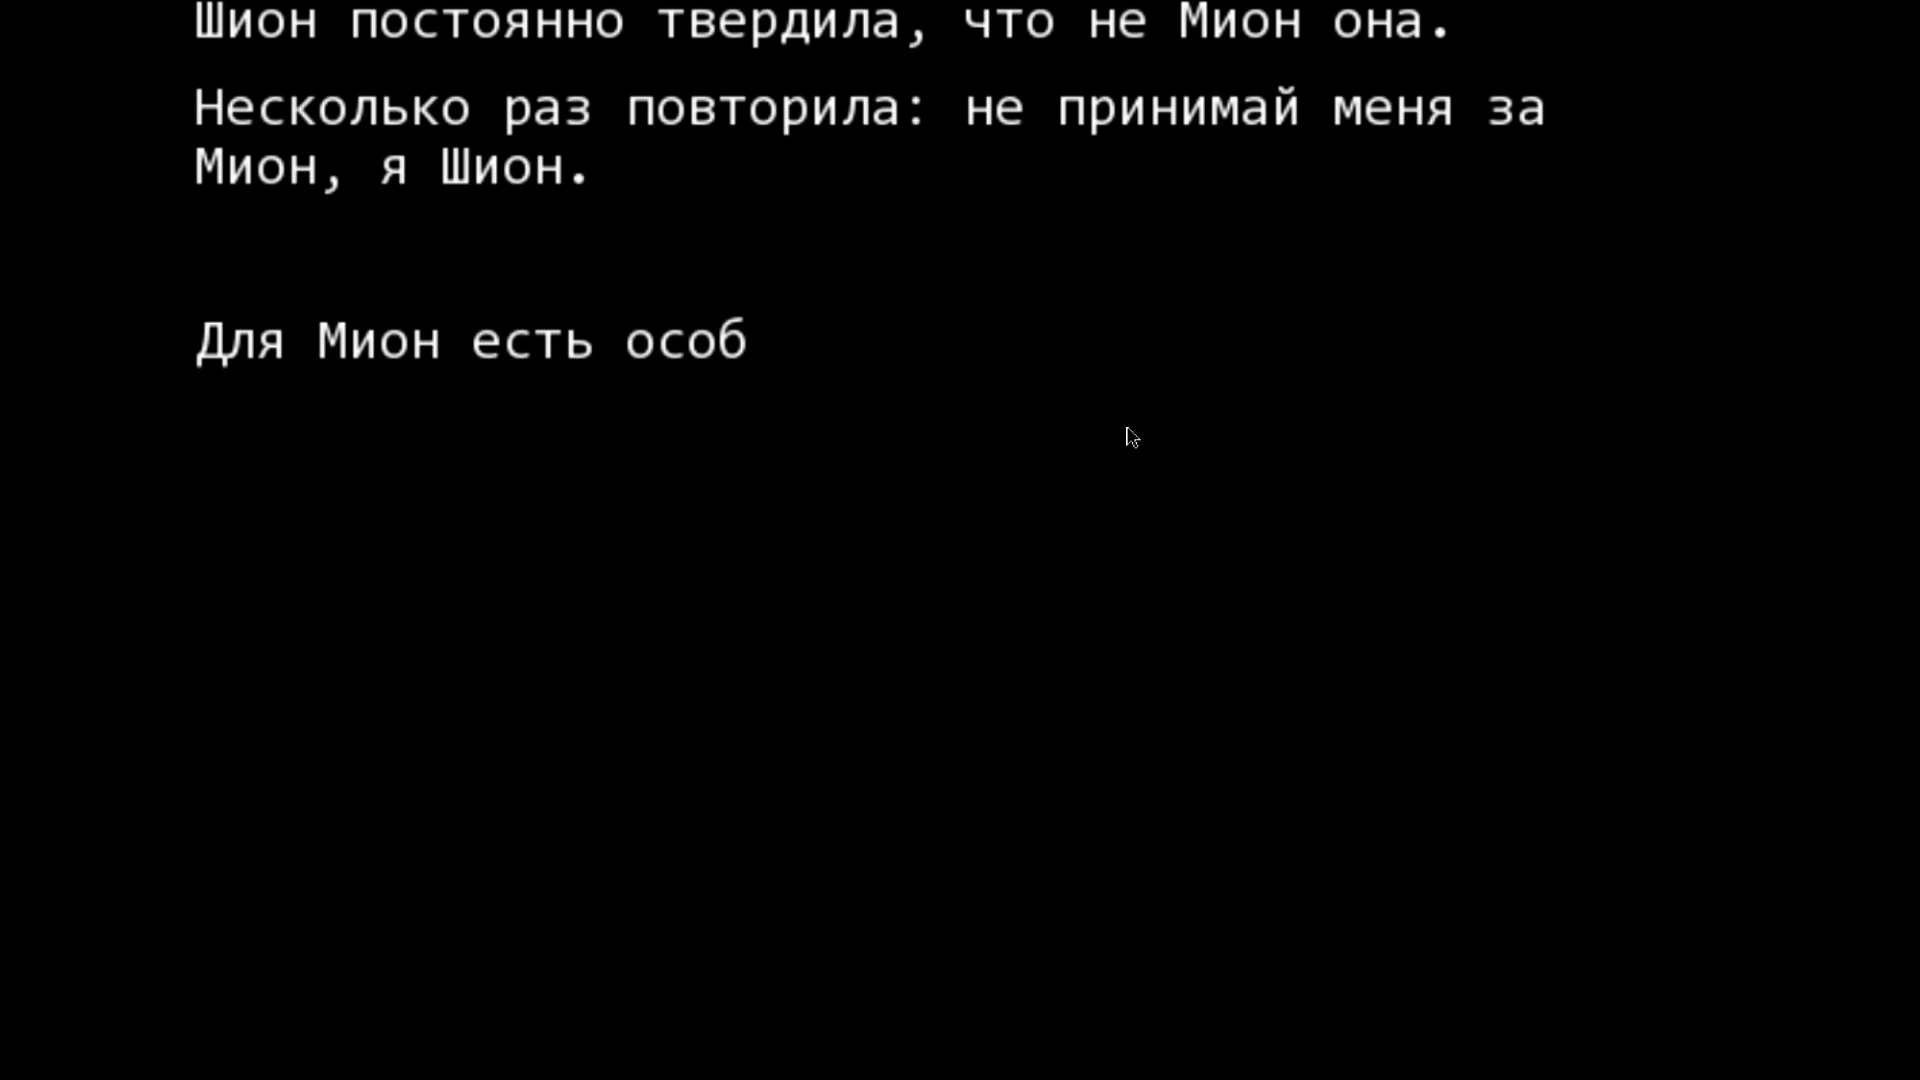 Шион постоянно твердила, что не Мион она.
Несколько раз повторила: не принимай меня за
Мион, я Шион.
Для Мион есть особ